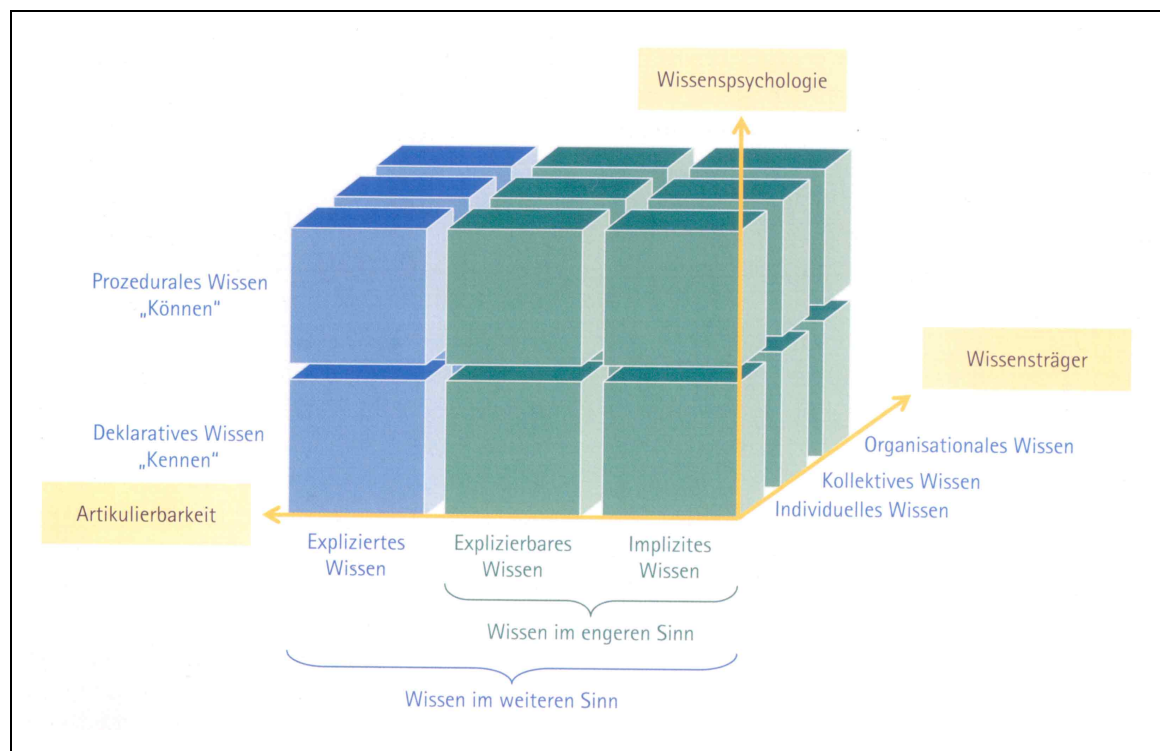 Wissenspsychologie
Prozedurales Wissen
„Können“
Wissensträger
Deklaratives Wissen
„Kennen“
Organisationales Wissen
Kollektives Wissen
Individuelles Wissen
Artikulierbarkeit
Expliziertes
Wissen
Explizierbares
Wissen
Implizites
Wissen
Wissen im engeren Sinn
Wissen im weiteren Sinn